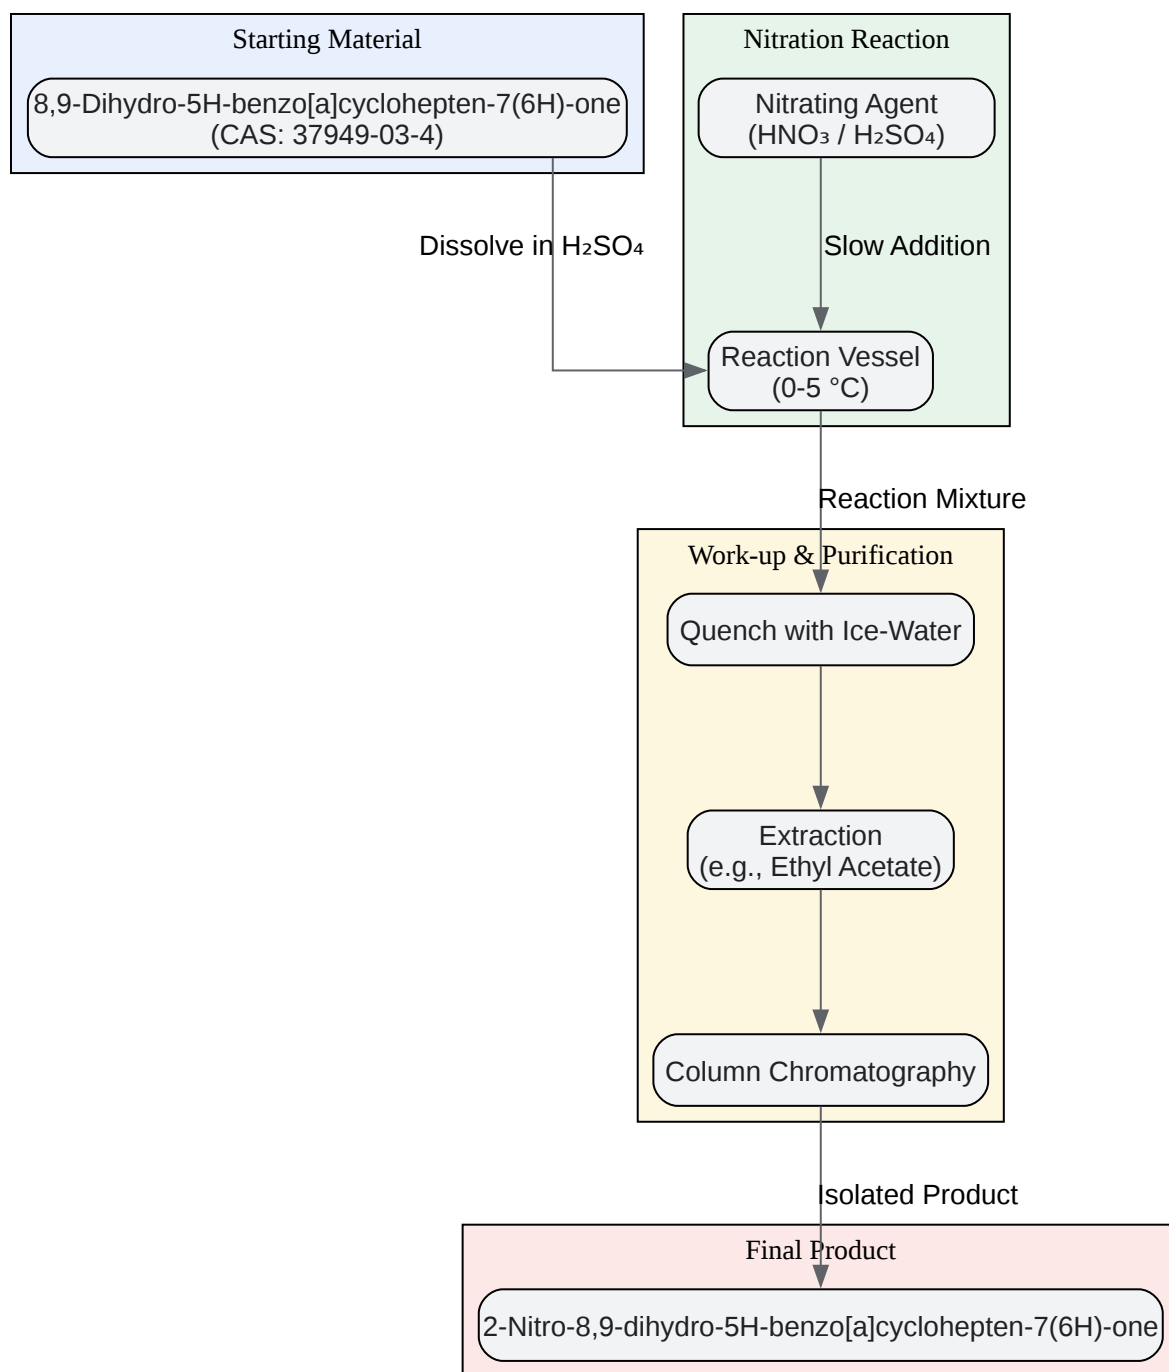 Starting Material
8,9-Dihydro-5H-benzo[a]cyclohepten-7(6H)-one
(CAS: 37949-03-4)
Nitration Reaction
Nitrating Agent
(HNO₃ / H₂SO₄)
Dissolve in H₂SO₄
Slow Addition
Reaction Vessel
(0-5 °C)
Reaction Mixture
Work-up & Purification
Quench with Ice-Water
Extraction
(e.g., Ethyl Acetate)
Column Chromatography
Isolated Product
Final Product
2-Nitro-8,9-dihydro-5H-benzo[a]cyclohepten-7(6H)-one